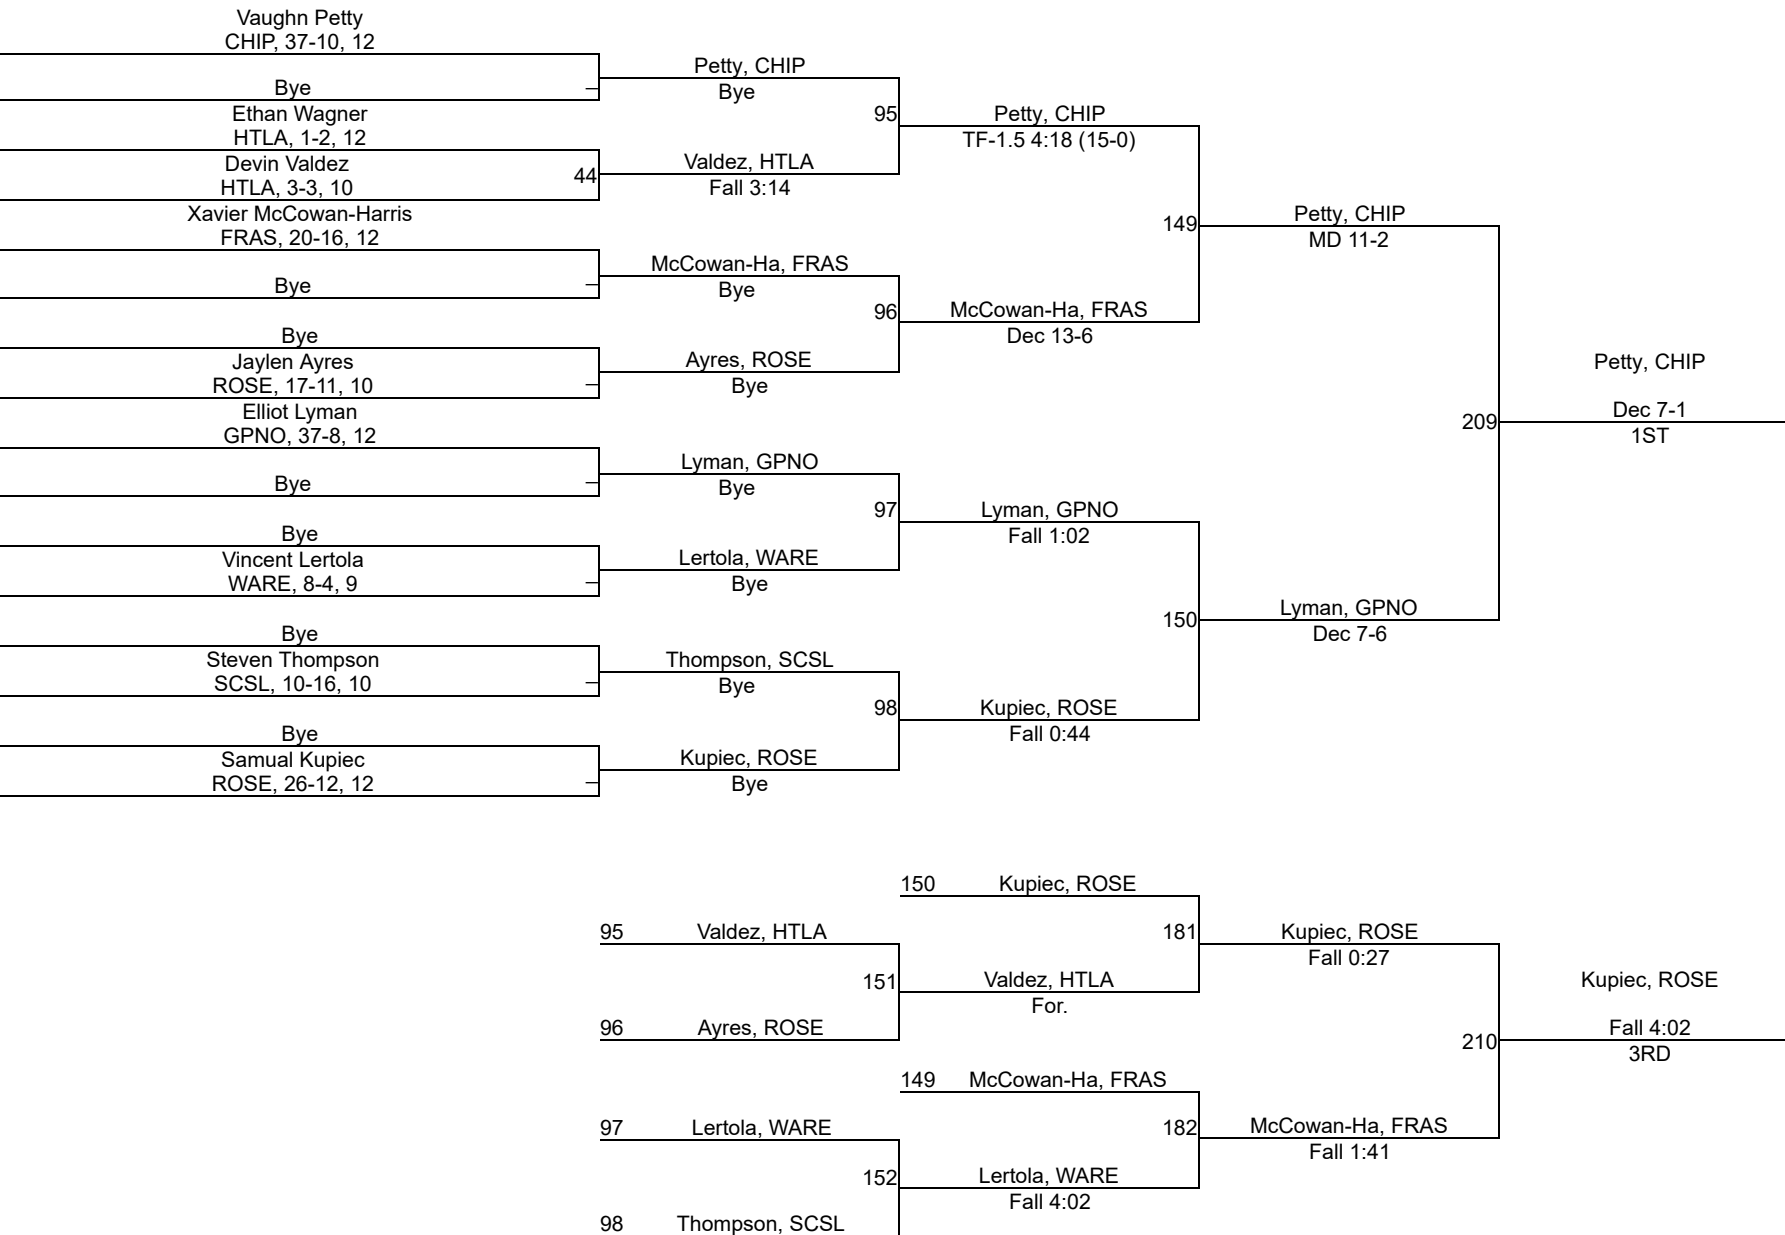 Vaughn Petty
CHIP, 37-10, 12
Bye
Ethan Wagner
HTLA, 1-2, 12
Devin Valdez
HTLA, 3-3, 10
44
Xavier McCowan-Harris
FRAS, 20-16, 12
Bye
Bye
Jaylen Ayres
ROSE, 17-11, 10
Elliot Lyman
GPNO, 37-8, 12
Bye
Bye
Vincent Lertola
WARE, 8-4, 9
Bye
Steven Thompson
SCSL, 10-16, 10
Bye
Samual Kupiec
ROSE, 26-12, 12
Petty, CHIP
Bye
95
Valdez, HTLA
Fall 3:14
McCowan-Ha, FRAS
Bye
96
Ayres, ROSE
Bye
Lyman, GPNO
Bye
97
Lertola, WARE
Bye
Thompson, SCSL
Bye
98
Kupiec, ROSE
Bye
Petty, CHIP
TF-1.5 4:18 (15-0)
149
McCowan-Ha, FRAS
Dec 13-6
Lyman, GPNO
Fall 1:02
150
Kupiec, ROSE
Fall 0:44
Petty, CHIP
MD 11-2
209
Lyman, GPNO
Dec 7-6
Petty, CHIP
Dec 7-1
1ST
150 Kupiec, ROSE
95 Valdez, HTLA
181
Kupiec, ROSE
Fall 0:27
151
Valdez, HTLA
For.
96 Ayres, ROSE
Kupiec, ROSE
Fall 4:02
210
3RD
149 McCowan-Ha, FRAS
97 Lertola, WARE
182
McCowan-Ha, FRAS
Fall 1:41
152
Lertola, WARE
Fall 4:02
98 Thompson, SCSL